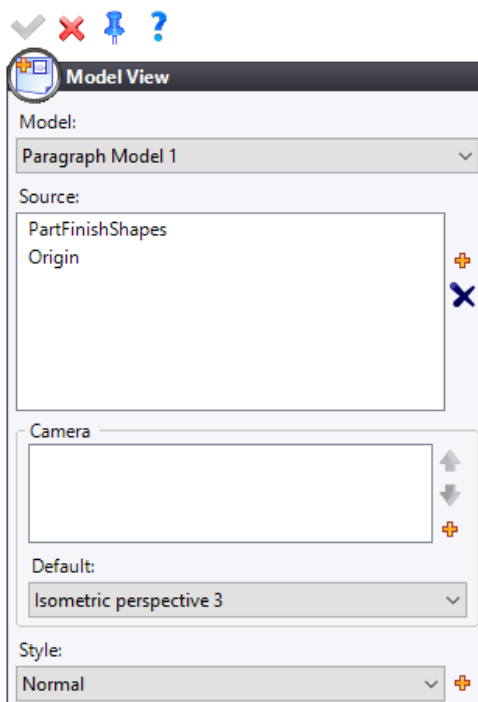 ?
Model View
Model:
Paragraph Model 1
Source:
PartFinishShapes
Origin
Camera
Default:
Isometric perspective 3
Style:
Normal